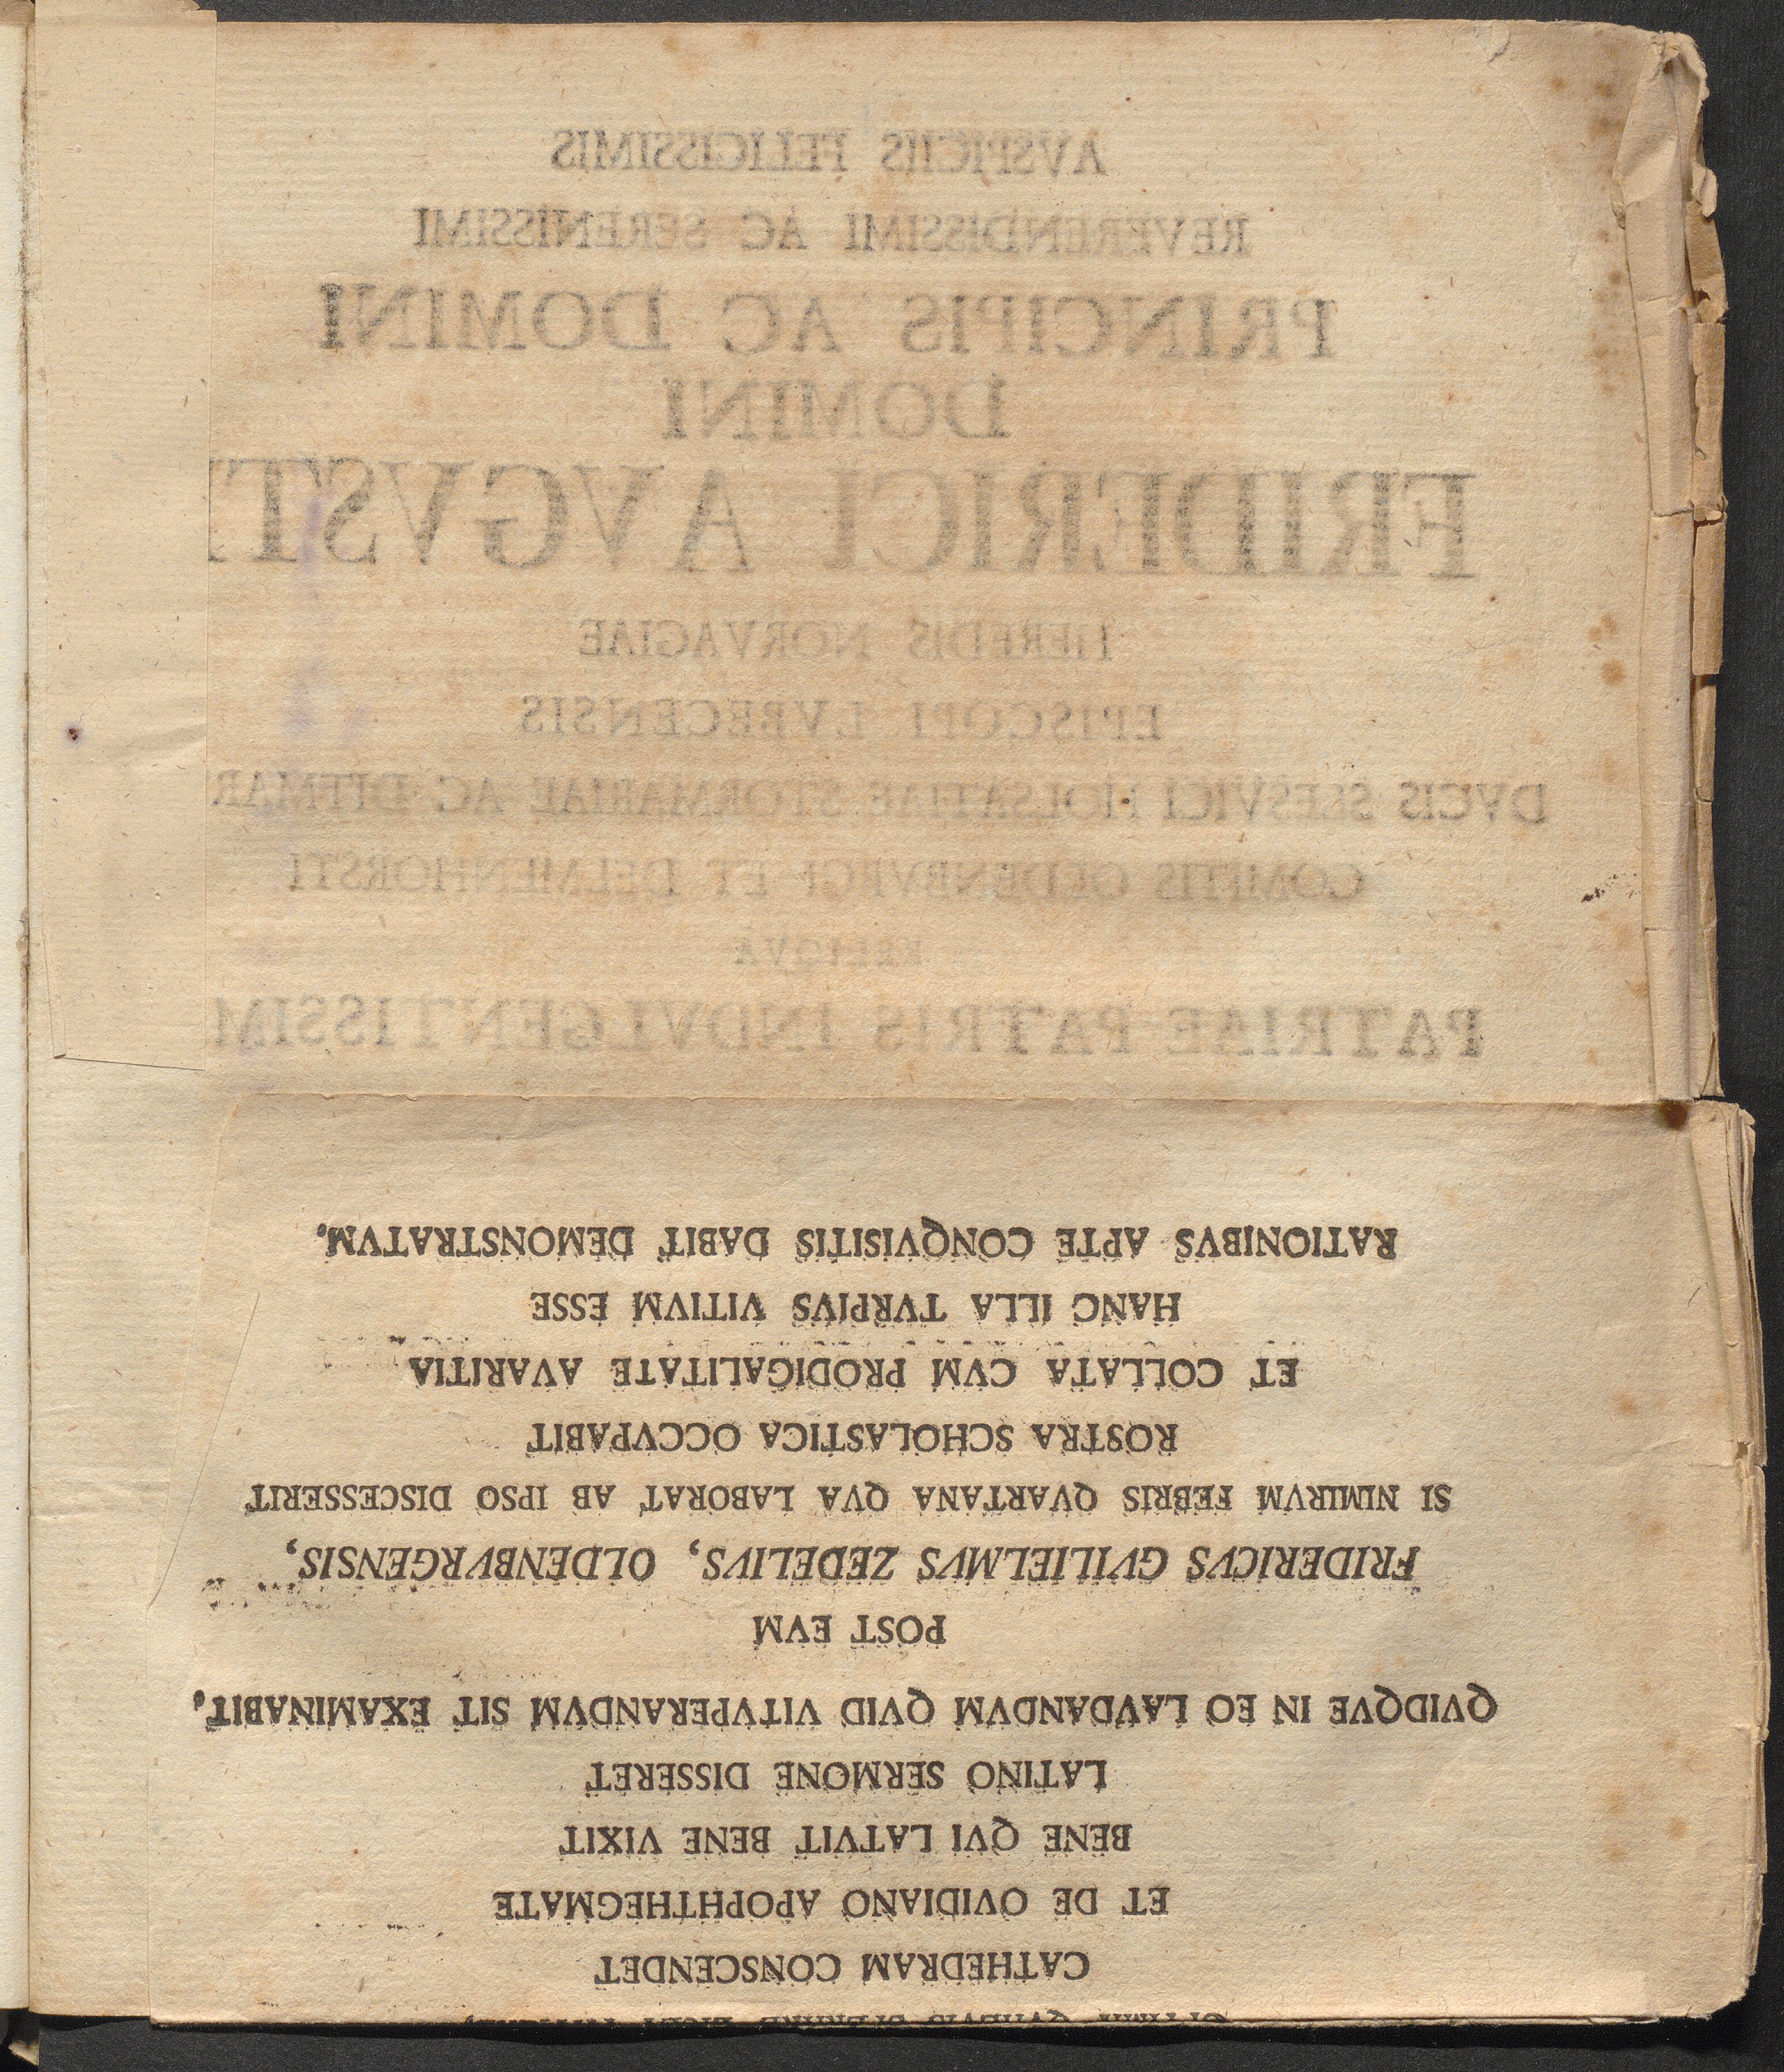 AVSPICIIS FELICISSIMIS
REVERENDISSIMI AC SERENISSIMI
PRINCIPIS AC DOMINI
DOMINI
FRIDERICI AVGVSTI
HEREDIS NORVAGIAE
EPISCOPI LVBECENSIS
DVCIS SLESVICI HOLSATIAE STORMARIAE AC DITMAR
COMITIS OLDENBVRGI ET DELMENHORSTI
RELIQVA
PATRIAE PATRIS INDVLGENTISSIM
CATHEDRAM CONSCENDET
ET DE OVIDIANO APOPHTHEGMATE
BENE QVI LATVIT BENE VIXIT
LATINO SERMONE DISSERET
QVIDQVE IN EO LAVDANDVM QVID VITVPERANDVM SIT EXAMINABIT,
POST EVM
FRIDERICVS GVILIELMVS ZEDELIVS, OLDENBVRGENSIS,
SI NIMIRVM FEBRIS QVARTANA QVA LABORAT AB IPSO DISCESSERIT
ROSTRA SCHOLASTICA OCCVPABIT
ET COLLATA CVM PRODIGALITATE AVARITIA
HANC ILLA TVRPIVS VITIVM ESSE
RATIONIBVS APTE CONQVISITIS DABIT DEMONSTRATVM.